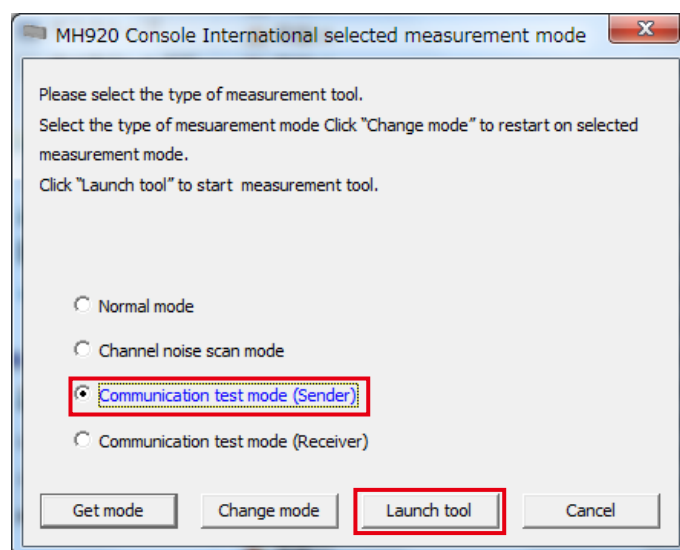 MH920 Console International selected measurement mode
Please select the type of measurement tool.
Select the type of mesuarement mode Click "Change mode" to restart on selected
measurement mode.
Click "Launch tool" to start measurement tool.
Normal mode
Channel noise scan mode
Communication test mode (Sender)
Communication test mode (Receiver)
Get mode Change mode Launch tool Cancel